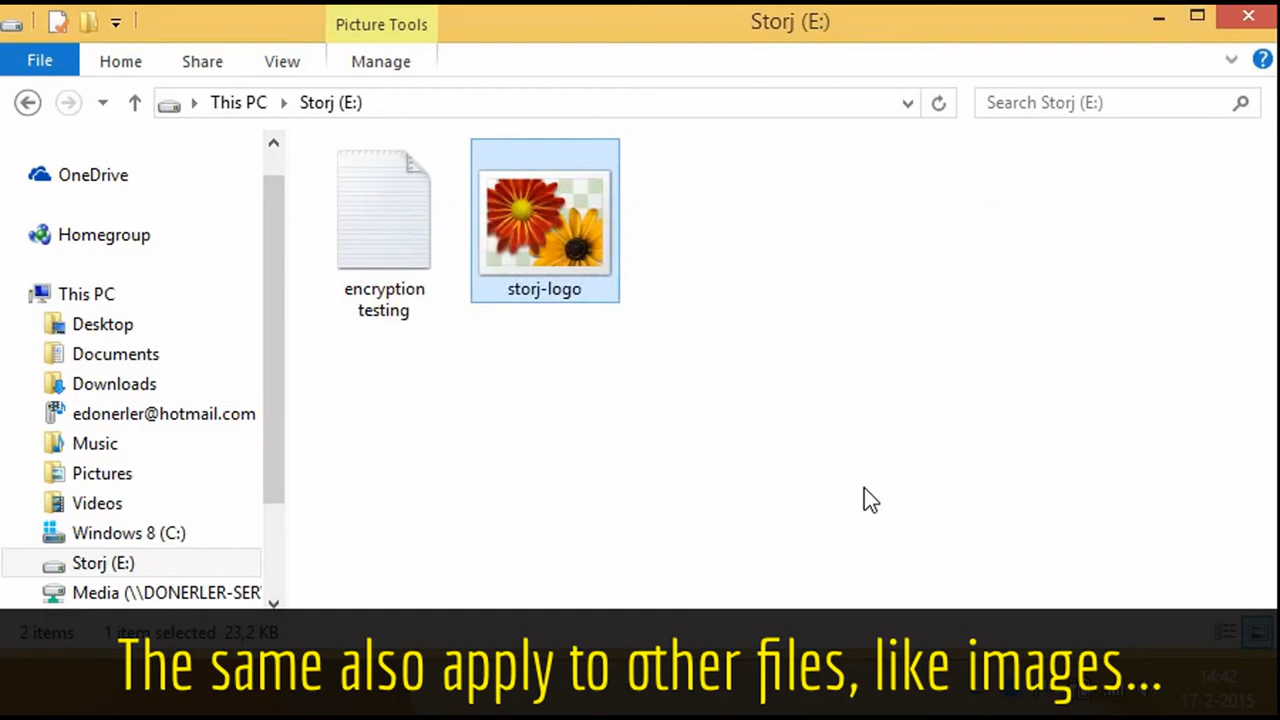 Picture Tools
Storj (E:)
File
Home
Share
View
Manage
This PC
Storj (E:)
Search Storj (E:)
OneDrive
Homegroup
This PC
Desktop
Documents
Downloads
edonerler@hotmail.com
Music
Pictures
Videos
Windows 8 (C:)
Storj (E:)
Media (\\DONERLER-SER
encryption
testing
storj-logo
2 items
1 item selected 23,2 KB
The same also apply to other files, like images...
14:42
17-2-2015